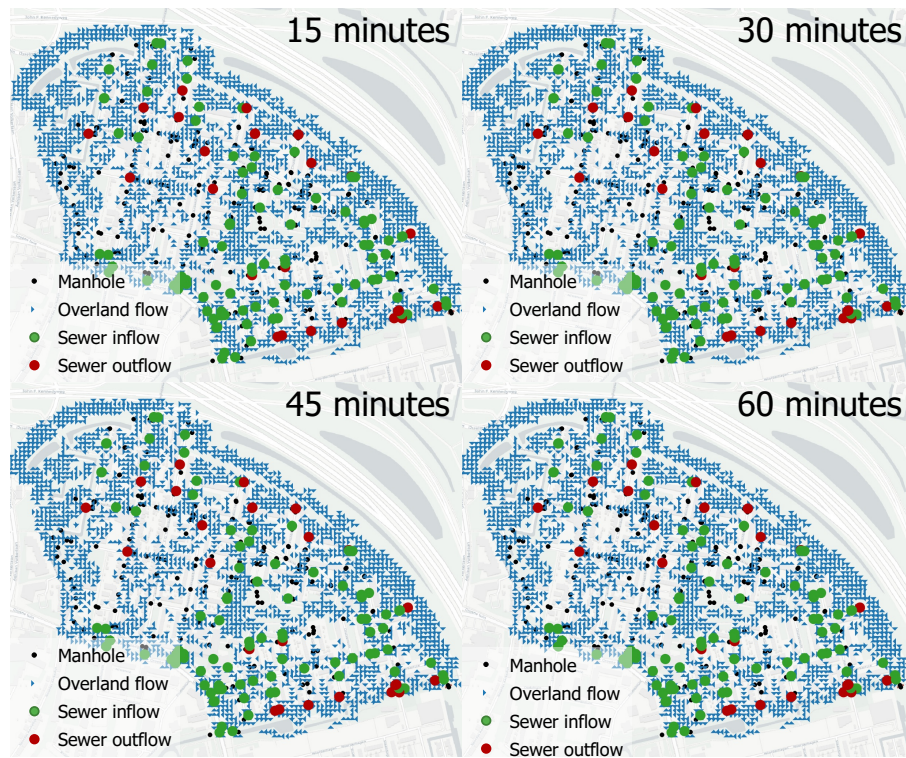 15 minutes
Manhole
Overland flow
Sewer inflow
Sewer outflow
30 minutes
Manhole
Overland flow
Sewer inflow
Sewer outflow
45 minutes
Manhole
Overland flow
Sewer inflow
Sewer outflow
60 minutes
Manhole
Overland flow
Sewer inflow
Sewer outflow